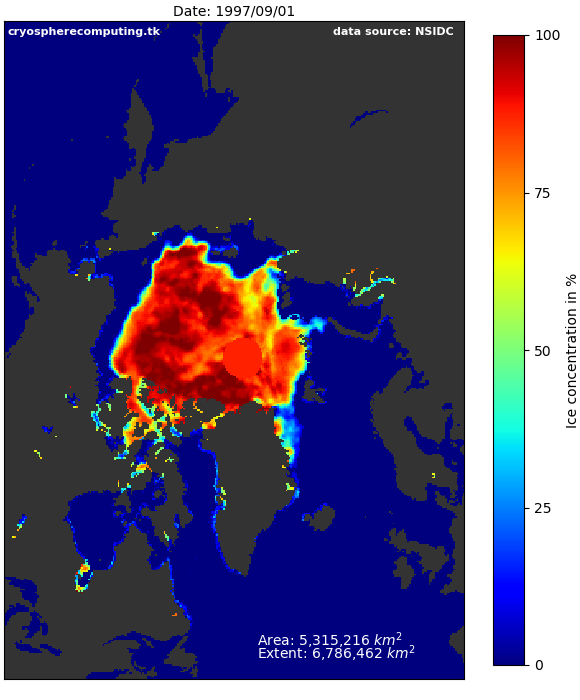 Date: 1997/09/01
cryospherecomputing.tk
data source: NSIDC
100
75
50
25
0
Ice concentration in %
Area: 5,315,216 km²
Extent: 6,786,462 km²